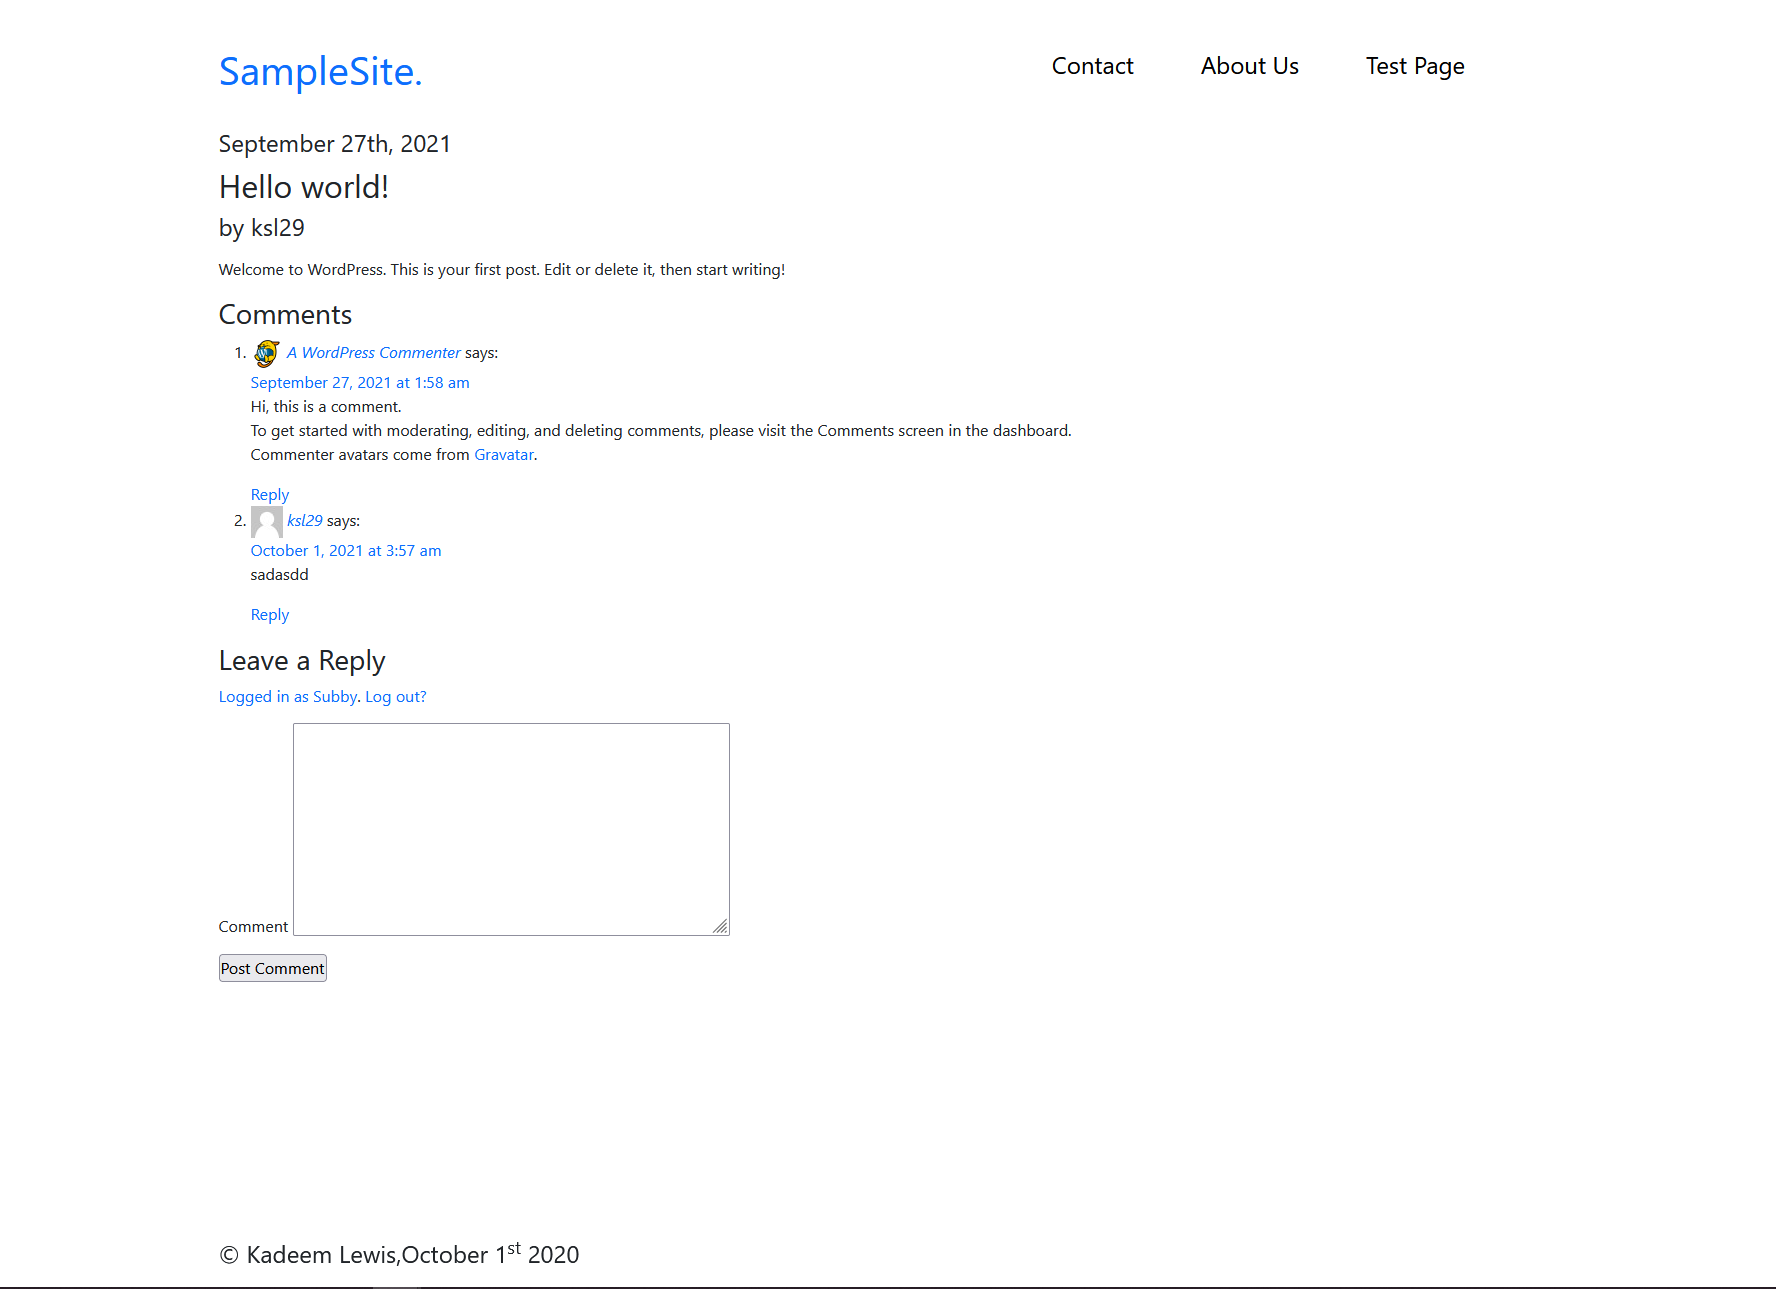 SampleSite.
Contact About Us Test Page
September 27th, 2021
Hello world!
by ksl29
Welcome to WordPress. This is your first post. Edit or delete it, then start writing!
Comments
1. A WordPress Commenter says:
September 27, 2021 at 1:58 am
Hi, this is a comment.
To get started with moderating, editing, and deleting comments, please visit the Comments screen in the dashboard.
Commenter avatars come from Gravatar.
Reply
2. ksl29 says:
October 1, 2021 at 3:57 am
sadasdd
Reply
Leave a Reply
Logged in as Subby. Log out?
Comment
Post Comment
© Kadeem Lewis,October 1st 2020